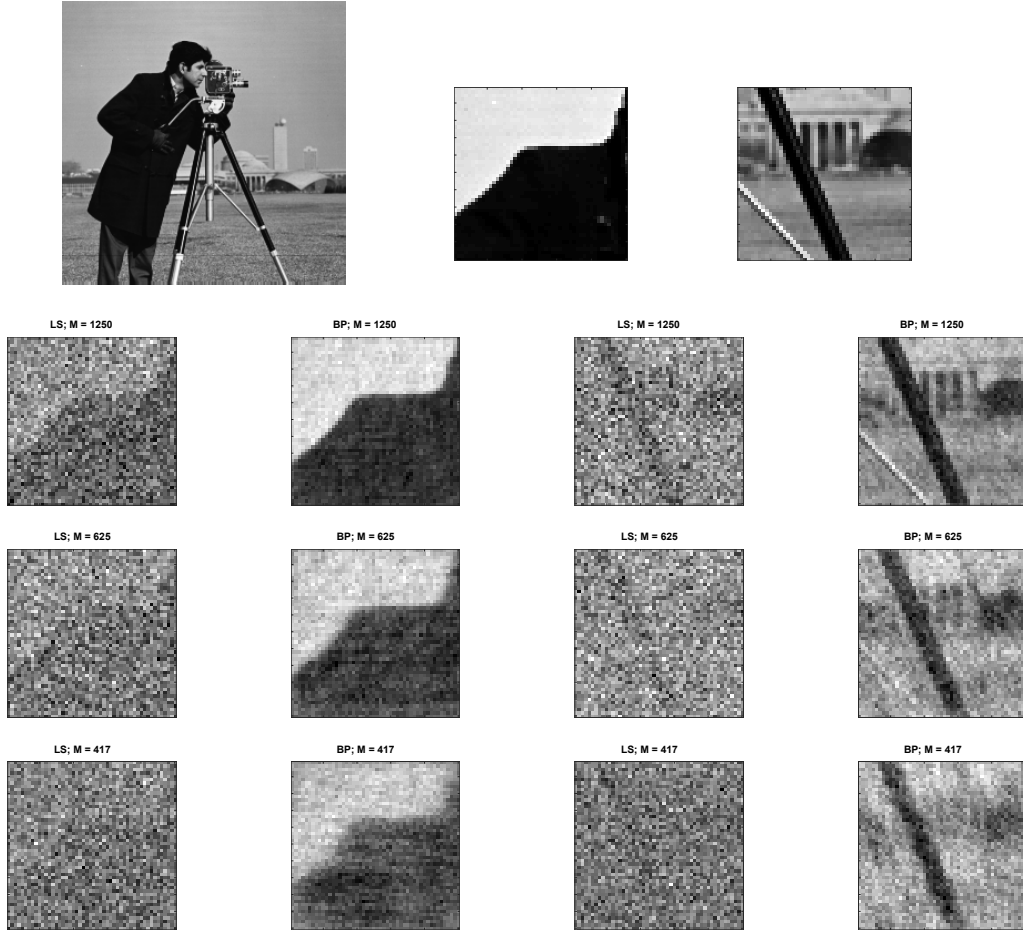 LS; M = 1250
BP; M = 1250
LS; M = 1250
BP; M = 1250
LS; M = 625
BP; M = 625
LS; M = 625
BP; M = 625
LS; M = 417
BP; M = 417
LS; M = 417
BP; M = 417